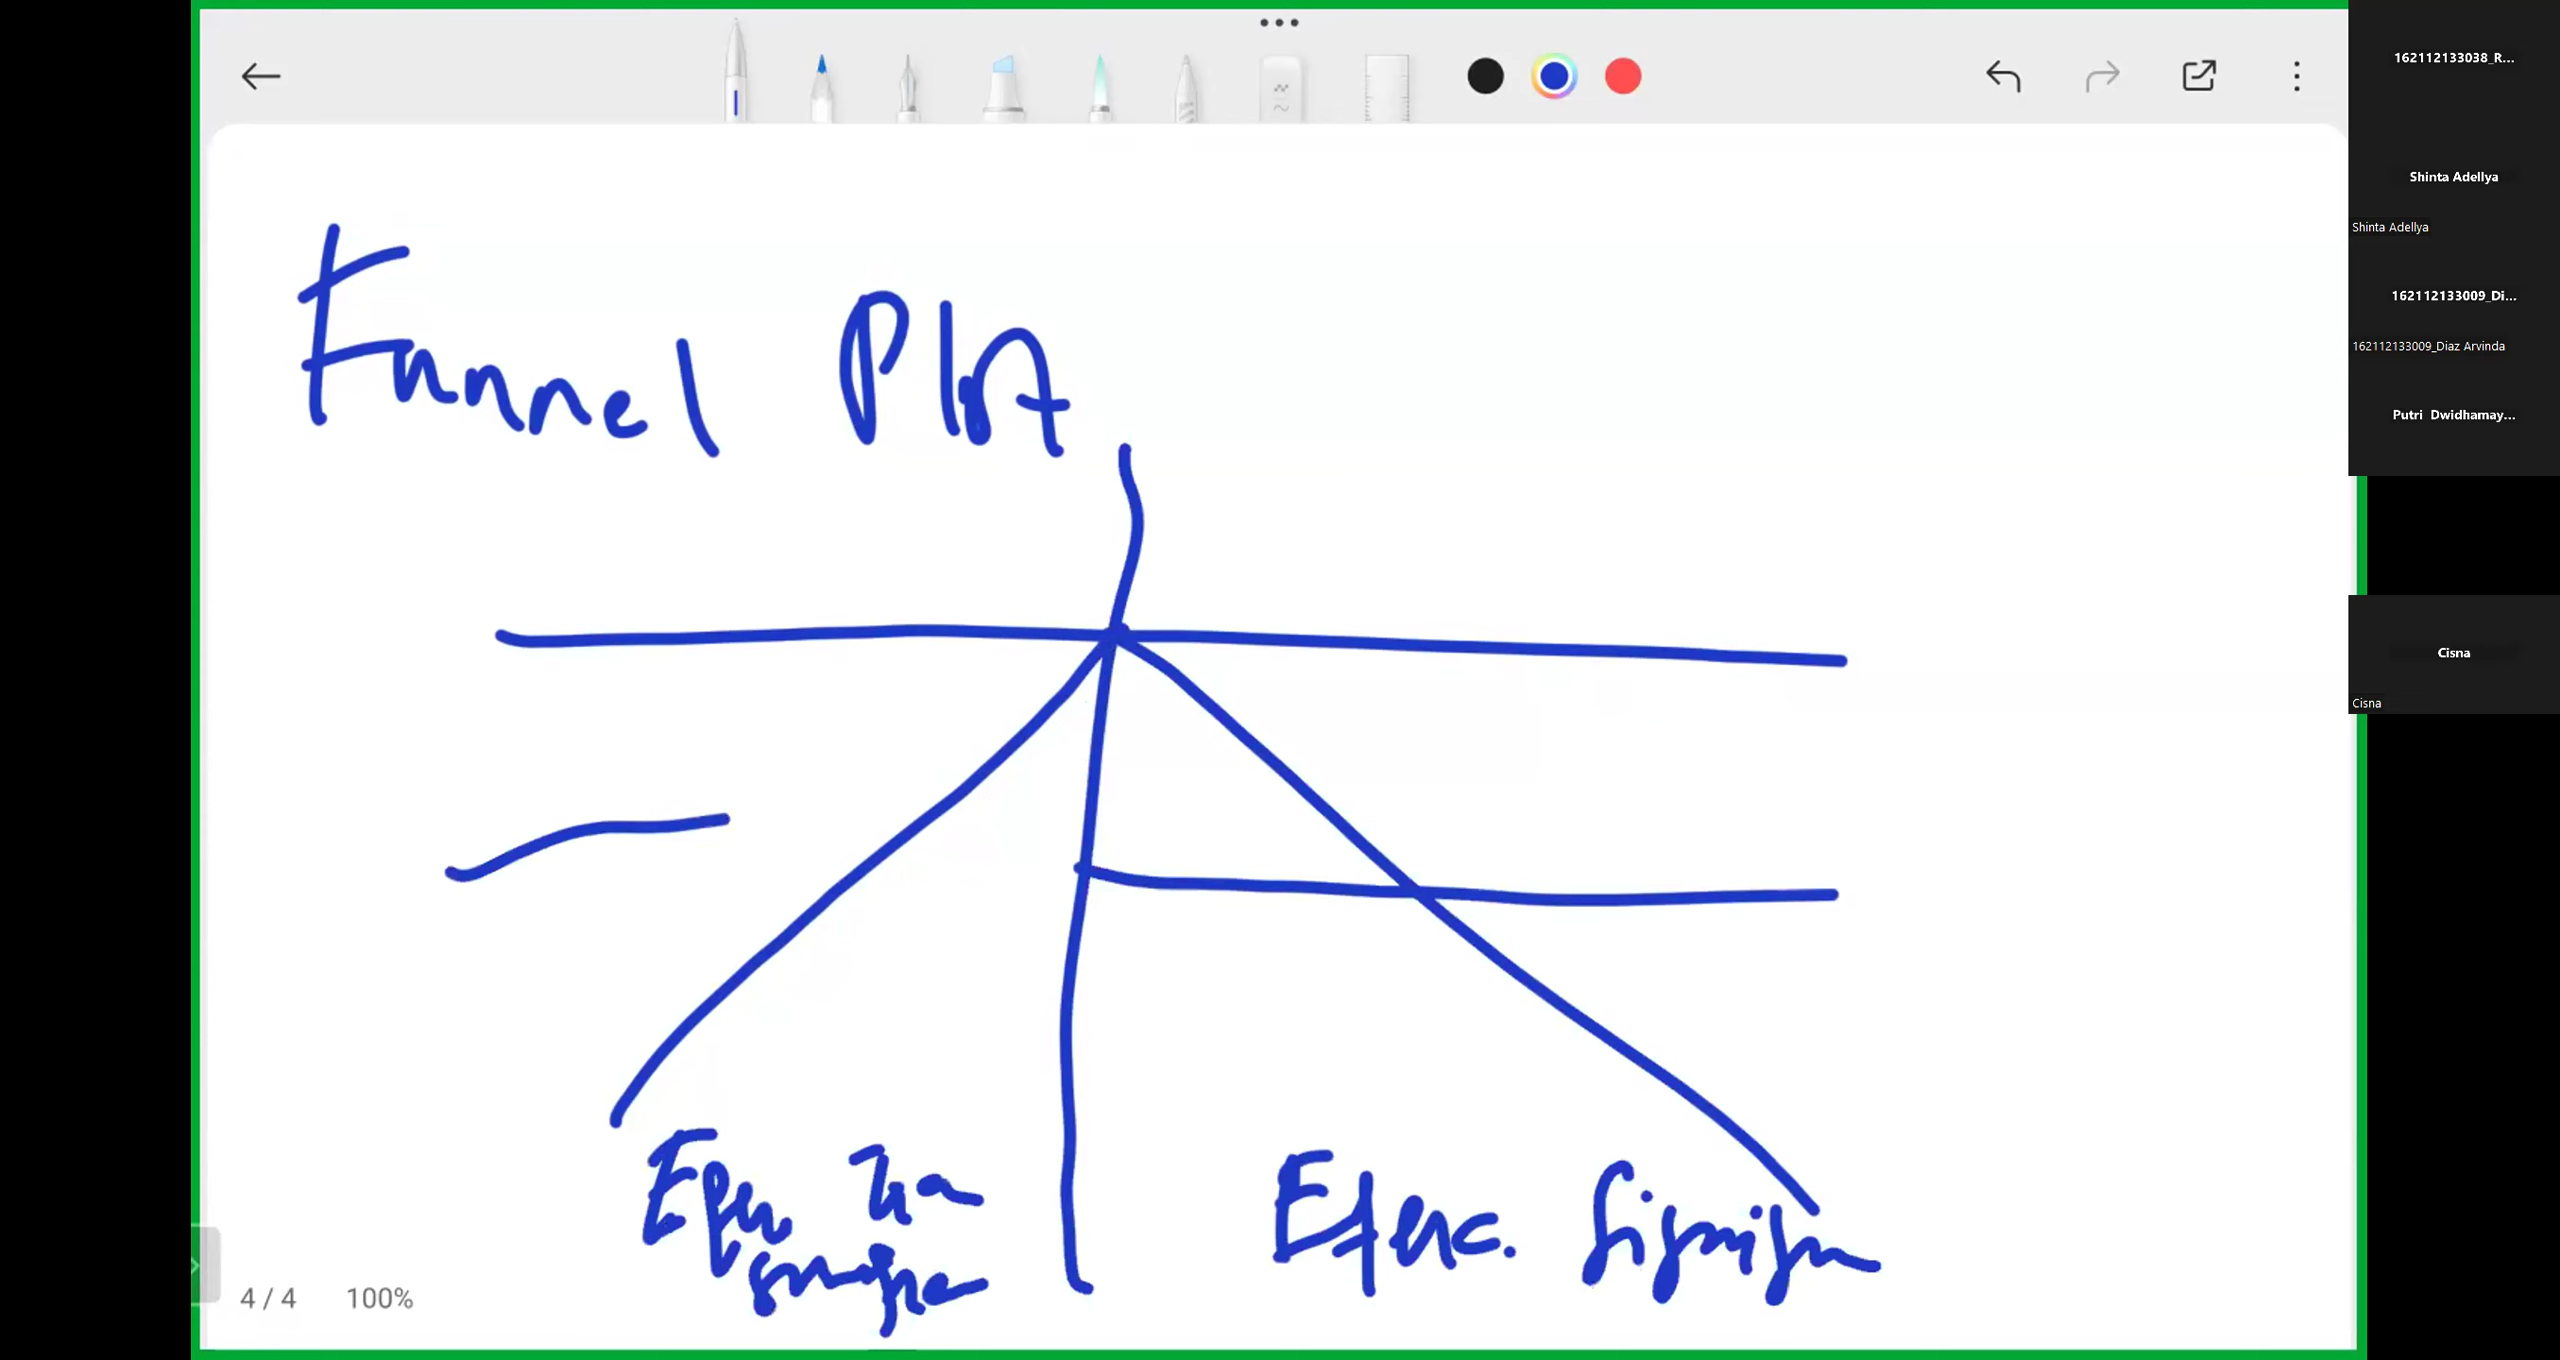 162112133038_R...
Shinta Adellya
Shinta Adellya
162112133009_Di...
162112133009_Diaz Arvinda
Putri Dwidhamay...
Cisna
Cisna
Funnel Plot
4 / 4 100%